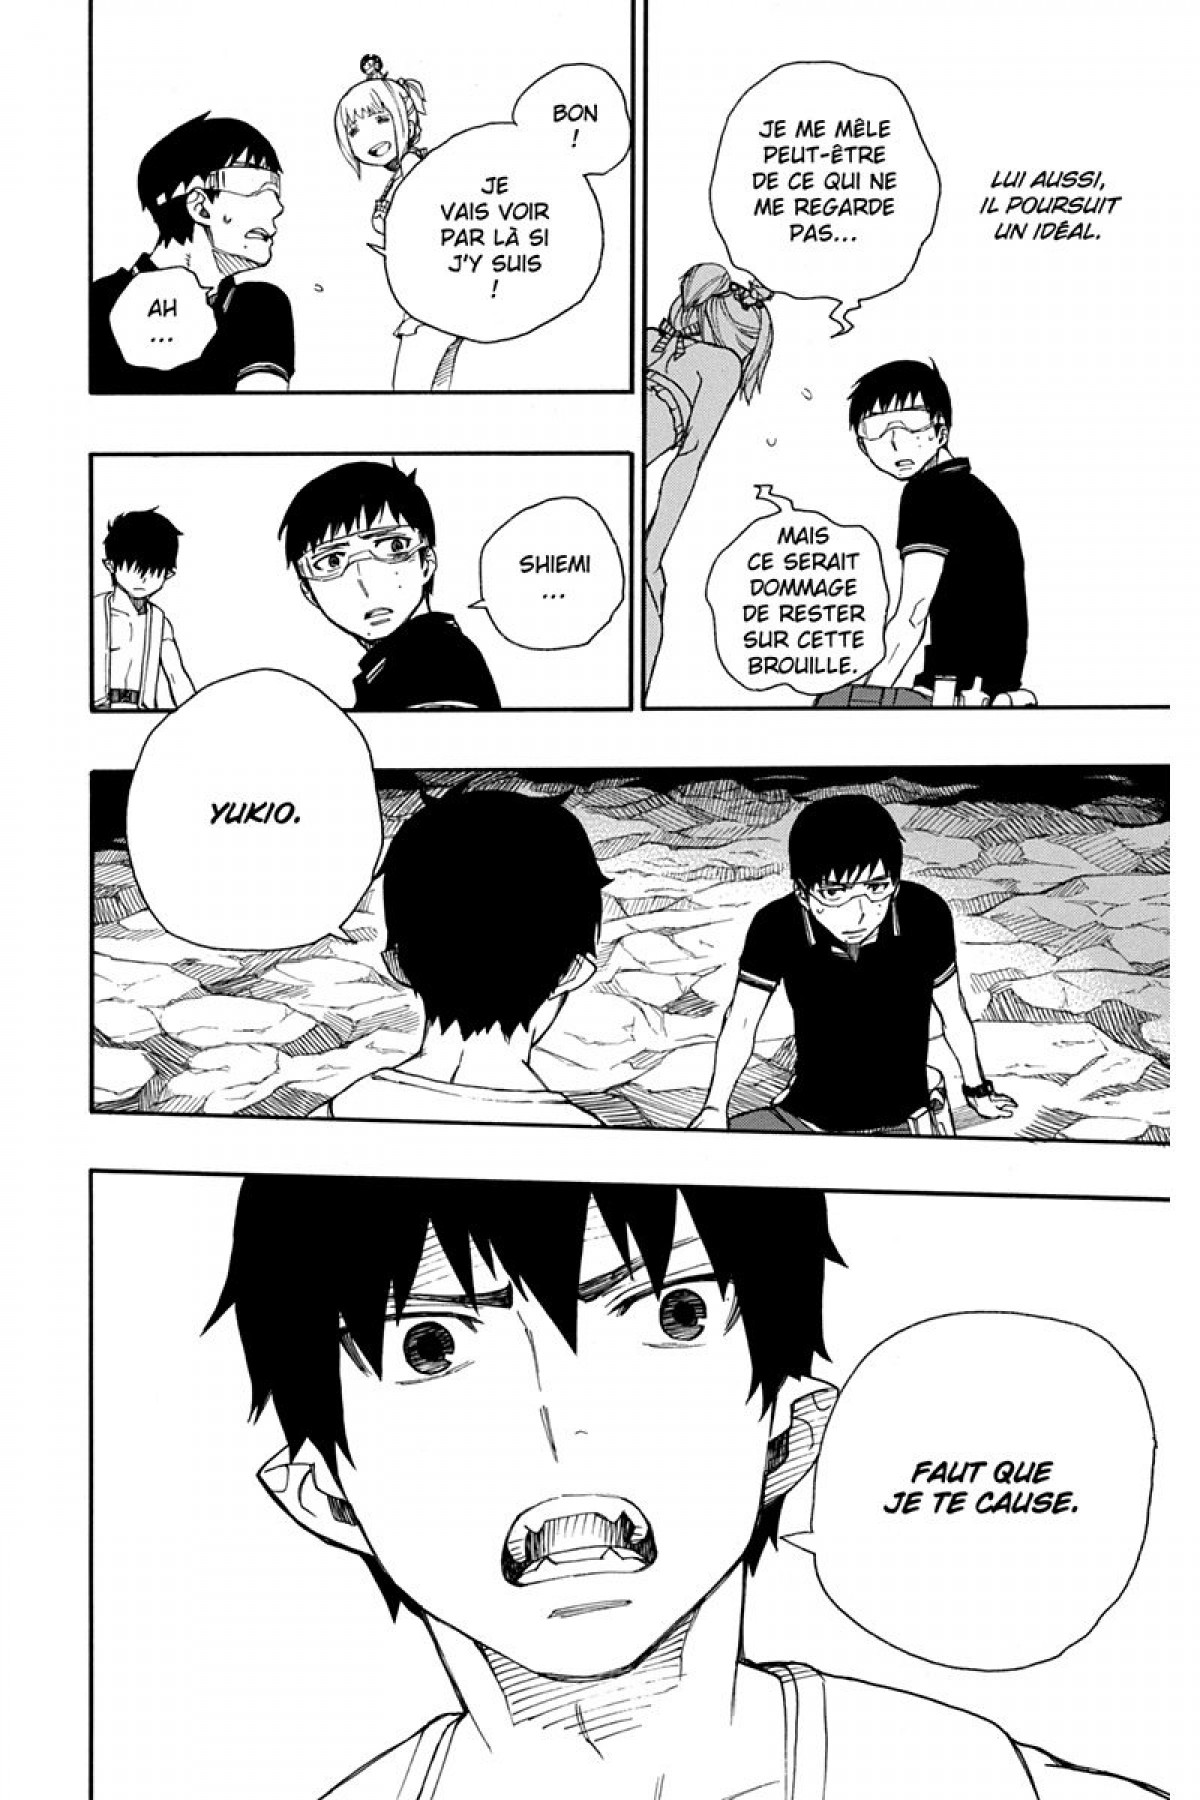 LUI AUSSI,
IL POURSUIT
UN IDÉAL.
JE ME MÊLE
PEUT-ÊTRE
DE CE QUI NE
ME REGARDE
PAS...
MAIS
CE SERAIT
DOMMAGE
DE RESTER
SUR CETTE
BROUILLE.
BON
!
JE
VAIS VOIR
PAR LÀ SI
J'Y SUIS
!
AH
...
SHIEMI
...
YUKIO.
FAUT QUE
JE TE CAUSE.